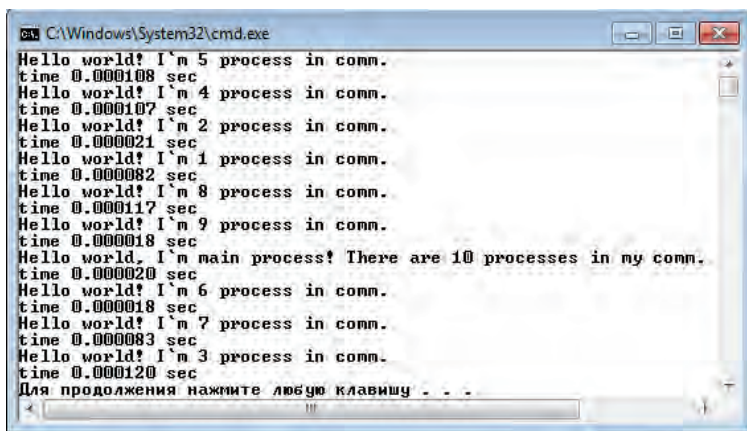 C:\Windows\System32\cmd.exe
Hello world! I`m 5 process in comm.
time 0.000108 sec
Hello world! I`m 4 process in comm.
time 0.000107 sec
Hello world! I`m 2 process in comm.
time 0.000021 sec
Hello world! I`m 1 process in comm.
time 0.000082 sec
Hello world! I`m 8 process in comm.
time 0.000117 sec
Hello world! I`m 9 process in comm.
time 0.000018 sec
Hello world, I`m main process! There are 10 processes in my comm.
time 0.000020 sec
Hello world! I`m 6 process in comm.
time 0.000018 sec
Hello world! I`m 7 process in comm.
time 0.000083 sec
Hello world! I`m 3 process in comm.
time 0.000120 sec
Для продолжения нажмите любую клавишу . . .